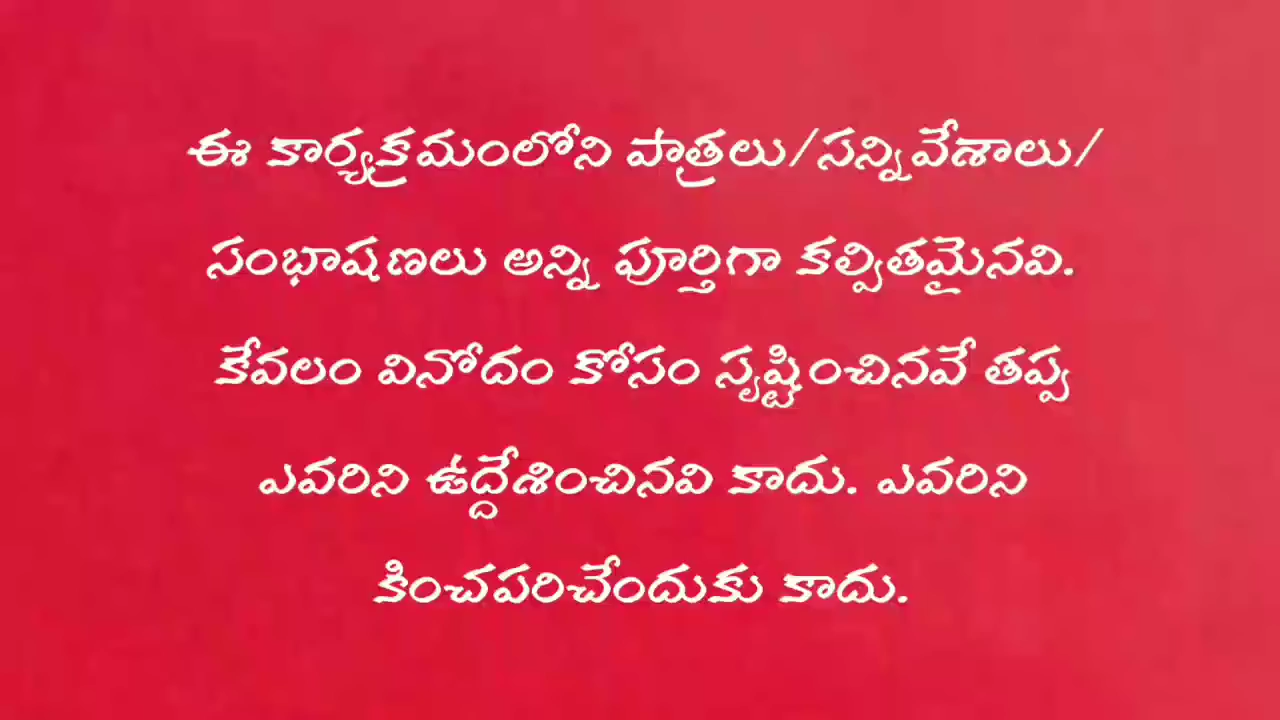 ఈ కార్యక్రమంలోని పాత్రలు/సన్నివేశాలు/
సంభాషణలు అన్ని పూర్తిగా కల్పితమైనవి.
కేవలం వినోదం కోసం సృష్టించినవే తప్ప
ఎవరిని ఉద్దేశించినవి కాదు. ఎవరిని
కించపరిచేందుకు కాదు.